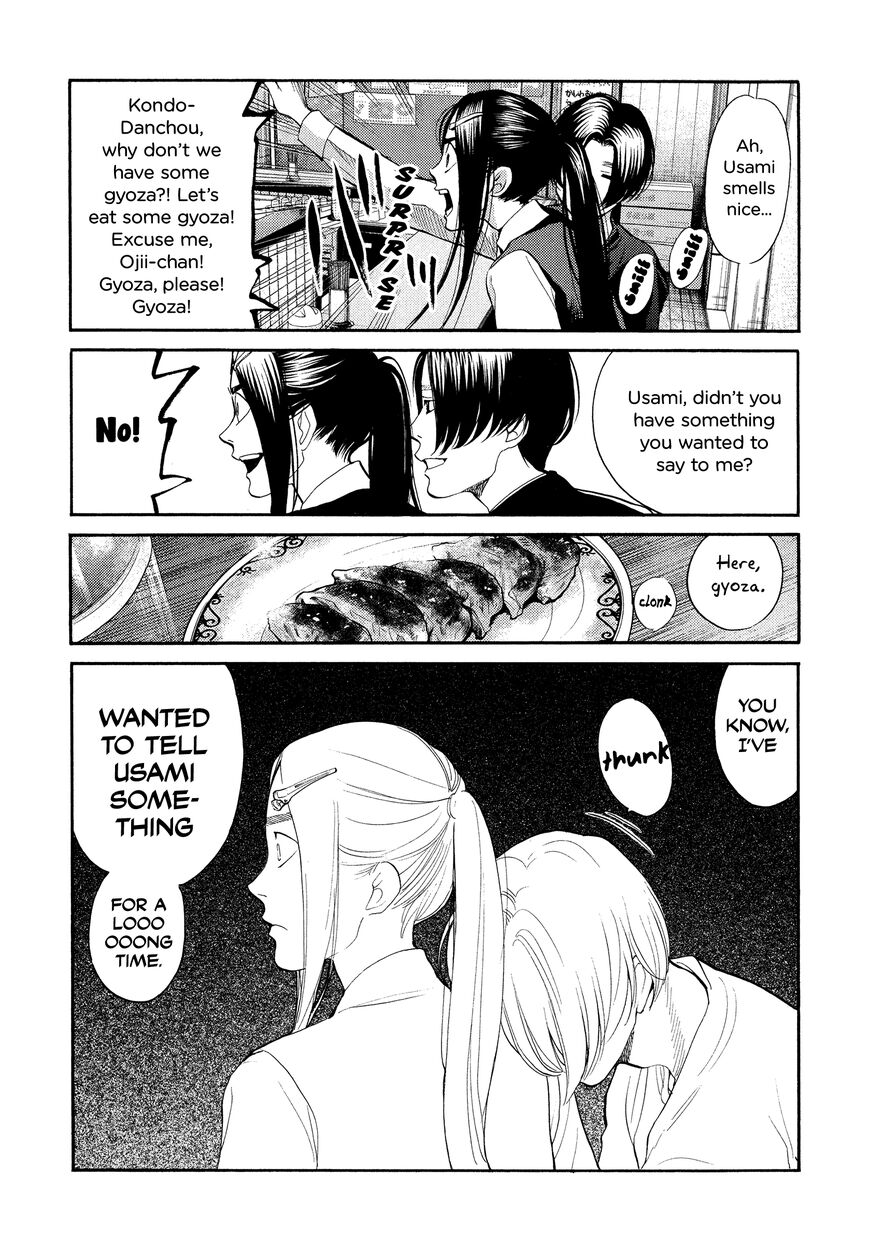 Ah,
Usami
smells
nice...
sniff
sniff
SURPRISE
Kondo-
Danchou,
why don't we
have some
gyoza?! Let's
eat some gyoza!
Excuse me,
Ojii-chan!
Gyoza, please!
Gyoza!
Usami, didn't you
have something
you wanted to
say to me?
No!
Here,
gyoza.
clonk
YOU
KNOW,
I'VE
thunk
WANTED
TO TELL
USAMI
SOME-
THING
FOR A
LOOO
OOONG
TIME.